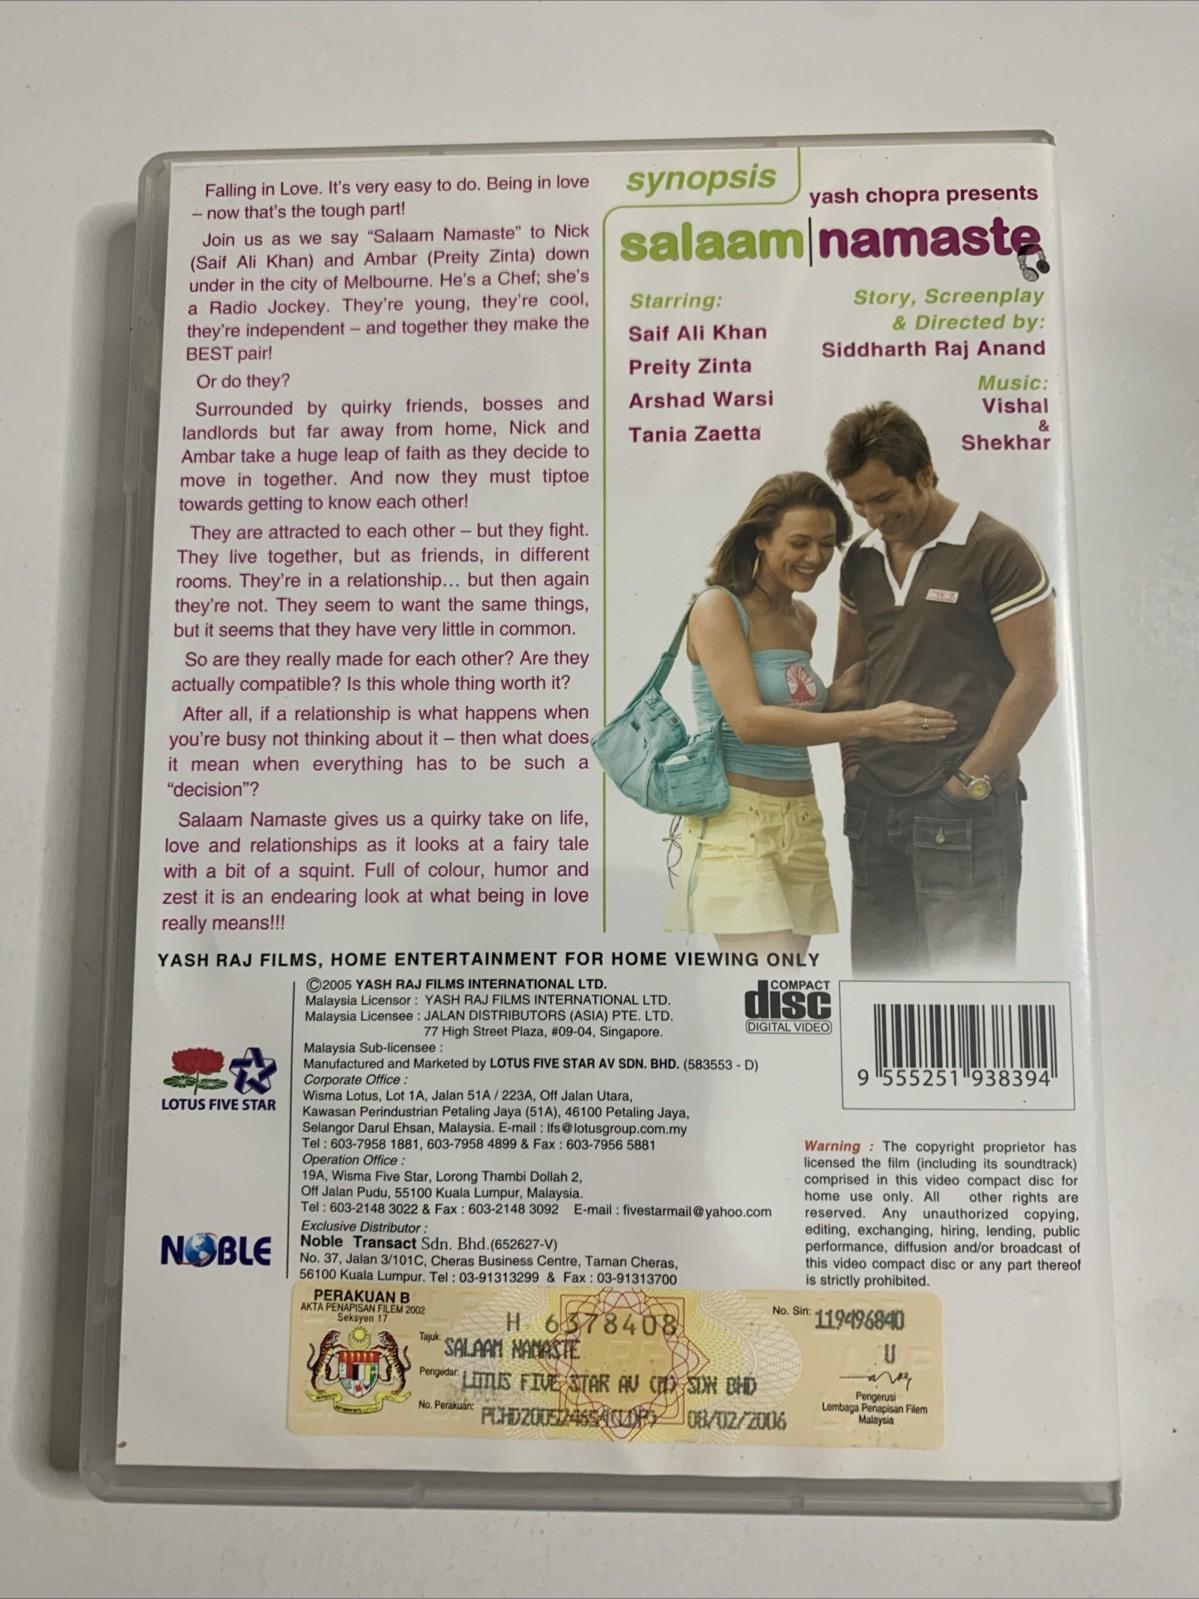 Falling in Love. It's very easy to do. Being in love
– now that's the tough part!
Join us as we say “Salaam Namaste” to Nick
(Saif Ali Khan) and Ambar (Preity Zinta) down
under in the city of Melbourne. He's a Chef; she's
a Radio Jockey. They're young, they're cool,
they're independent – and together they make the
BEST pair!
Or do they?
Surrounded by quirky friends, bosses and
landlords but far away from home, Nick and
Ambar take a huge leap of faith as they decide to
move in together. And now they must tiptoe
towards getting to know each other!
They are attracted to each other – but they fight.
They live together, but as friends, in different
rooms. They're in a relationship... but then again
they're not. They seem to want the same things,
but it seems that they have very little in common.
So are they really made for each other? Are they
actually compatible? Is this whole thing worth it?
After all, if a relationship is what happens when
you're busy not thinking about it – then what does
it mean when everything has to be such a
“decision”?
Salaam Namaste gives us a quirky take on life,
love and relationships as it looks at a fairy tale
with a bit of a squint. Full of colour, humor and
zest it is an endearing look at what being in love
really means!!!
synopsis
yash chopra presents
salaam|namaste
Starring:
Saif Ali Khan
Preity Zinta
Arshad Warsi
Tania Zaetta
Story, Screenplay
& Directed by:
Siddharth Raj Anand
Music:
Vishal
&
Shekhar
YASH RAJ FILMS, HOME ENTERTAINMENT FOR HOME VIEWING ONLY
©2005 YASH RAJ FILMS INTERNATIONAL LTD.
Malaysia Licensor : YASH RAJ FILMS INTERNATIONAL LTD.
Malaysia Licensee : JALAN DISTRIBUTORS (ASIA) PTE. LTD.
77 High Street Plaza, #09-04, Singapore.
Malaysia Sub-licensee :
Manufactured and Marketed by LOTUS FIVE STAR AV SDN. BHD. (583553 - D)
Corporate Office :
Wisma Lotus, Lot 1A, Jalan 51A / 223A, Off Jalan Utara,
Kawasan Perindustrian Petaling Jaya (51A), 46100 Petaling Jaya,
Selangor Darul Ehsan, Malaysia. E-mail : lfs@lotusgroup.com.my
Tel : 603-7958 1881, 603-7958 4899 & Fax : 603-7956 5881
Operation Office :
19A, Wisma Five Star, Lorong Thambi Dollah 2,
Off Jalan Pudu, 55100 Kuala Lumpur, Malaysia.
Tel : 603-2148 3022 & Fax : 603-2148 3092 E-mail : fivestarmail@yahoo.com
Exclusive Distributor :
Noble Transact Sdn. Bhd.(652627-V)
No. 37, Jalan 3/101C, Cheras Business Centre, Taman Cheras,
56100 Kuala Lumpur. Tel : 03-91313299 & Fax : 03-91313700
LOTUS FIVE STAR
NOBLE
COMPACT
disc
DIGITAL VIDEO
9 555251 938394
Warning : The copyright proprietor has
licensed the film (including its soundtrack)
comprised in this video compact disc for
home use only. All other rights are
reserved. Any unauthorized copying,
editing, exchanging, hiring, lending, public
performance, diffusion and/or broadcast of
this video compact disc or any part thereof
is strictly prohibited.
PERAKUAN B
AKTA PENAPISAN FILEM 2002
Seksyen 17
H 6378408
No. Siri: 119496840
Tajuk: SALAAM NAMASTE
Pengedar: LOTUS FIVE STAR AV (M) SDN BHD
No. Perakuan:
08/02/2006
U
Pengerusi
Lembaga Penapisan Filem
Malaysia